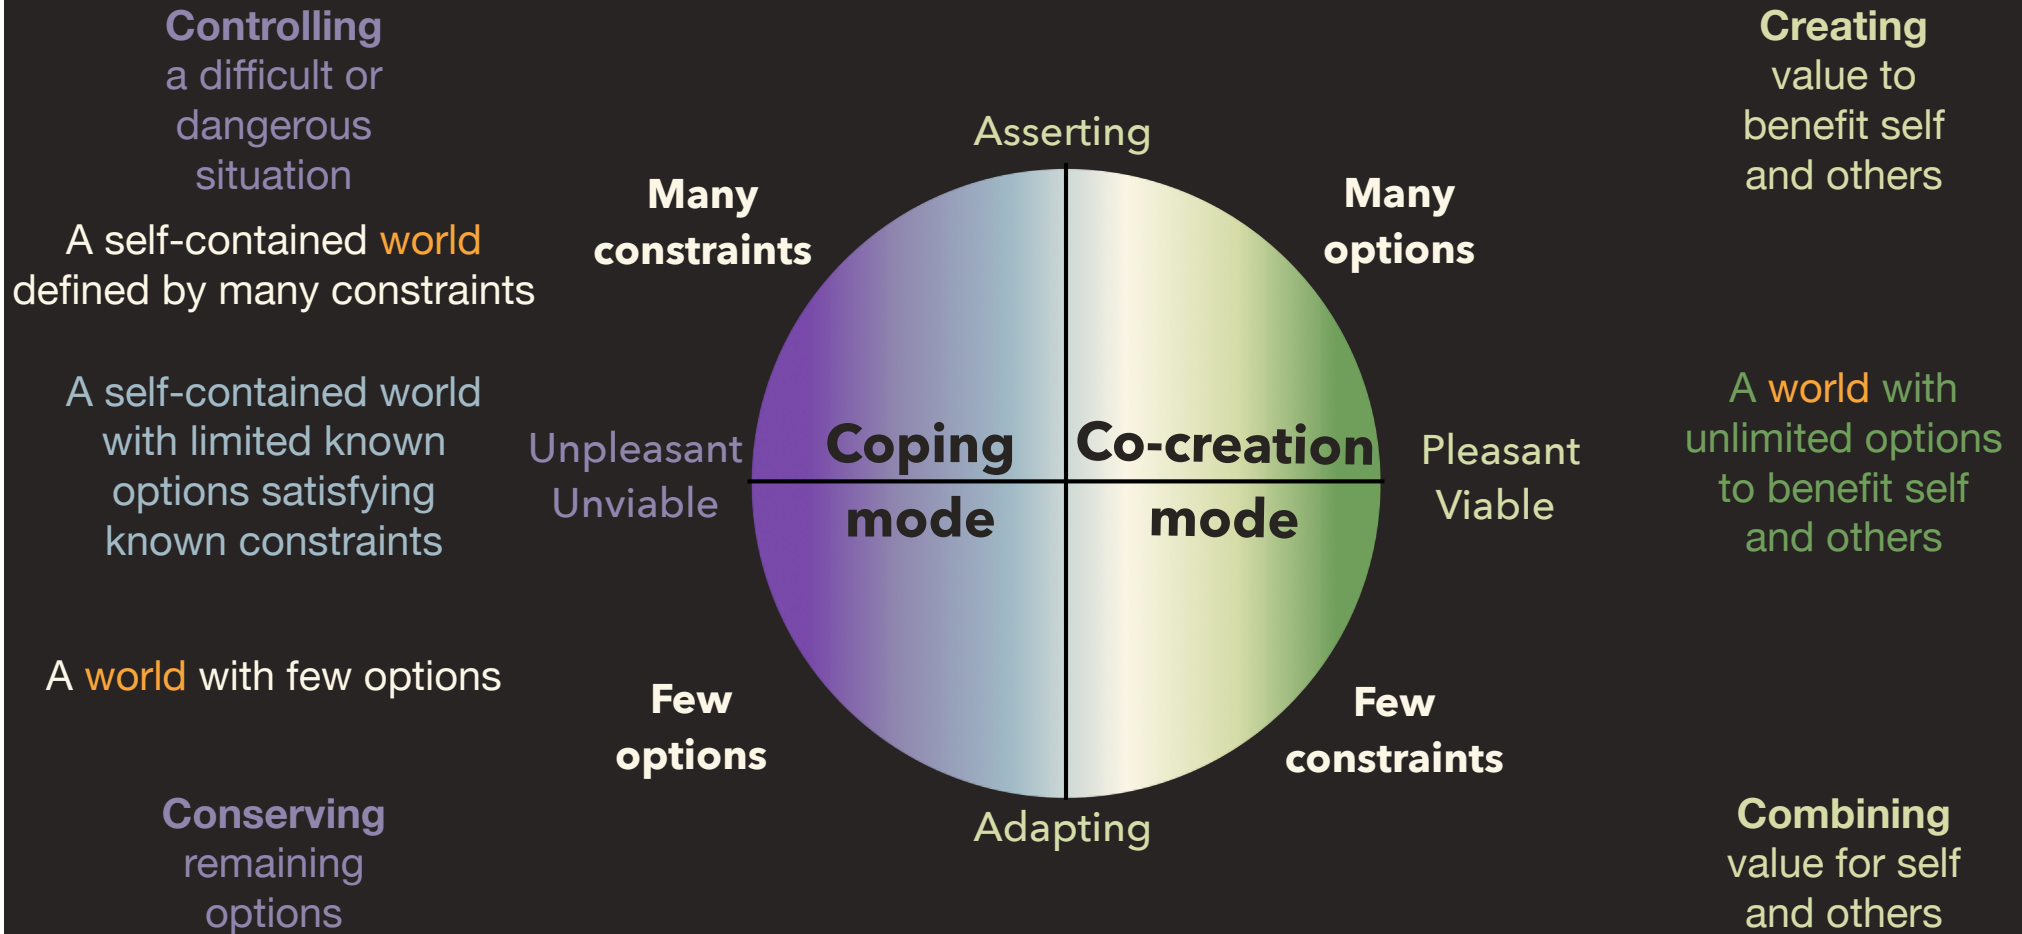 Controlling
a difficult or
dangerous
situation
A self-contained world
defined by many constraints
A self-contained world
with limited known
options satisfying
known constraints
A world with few options
Conserving
remaining
options
Many
constraints
Unpleasant
Unviable
Few
options
Asserting
Coping
mode
Co-creation
mode
Adapting
Many
options
Pleasant
Viable
Few
constraints
Creating
value to
benefit self
and others
A world with
unlimited options
to benefit self
and others
Combining
value for self
and others